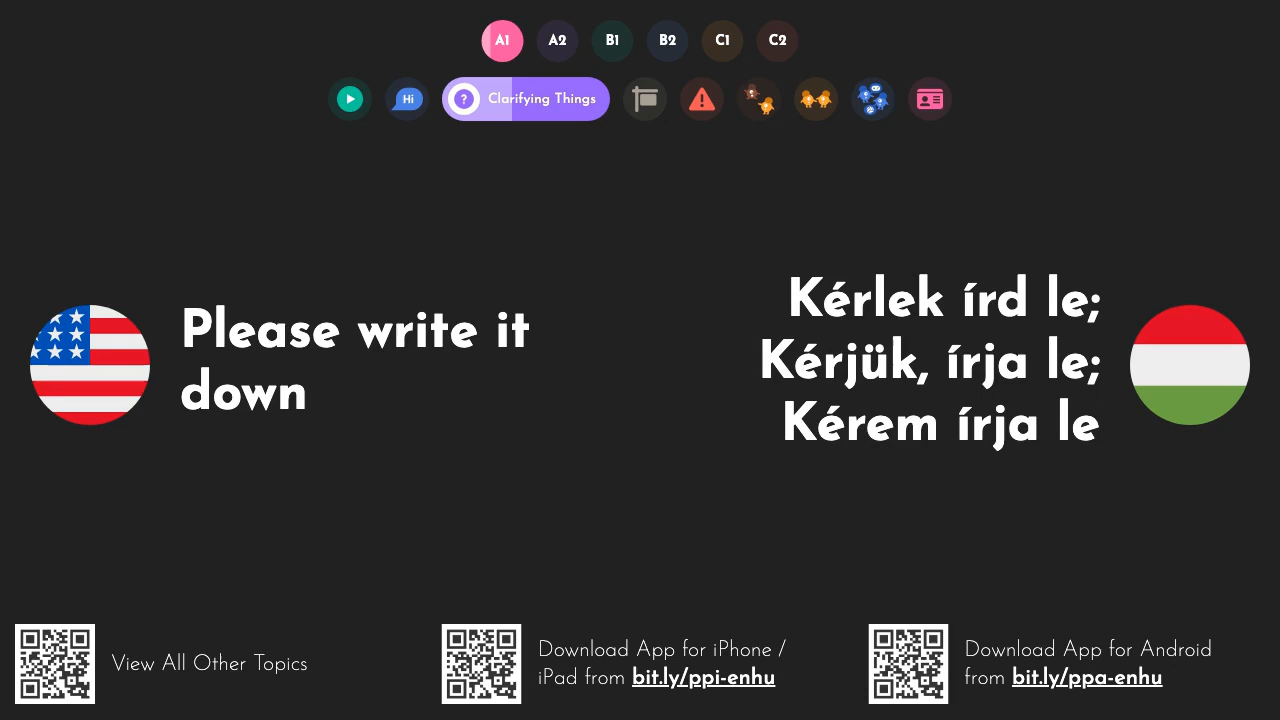 A1 A2 B1 B2 C1 C2
Hi ? Clarifying Things
Please write it
down
Kérlek írd le;
Kérjük, írja le;
Kérem írja le
View All Other Topics
Download App for iPhone /
iPad from bit.ly/ppi-enhu
Download App for Android
from bit.ly/ppa-enhu